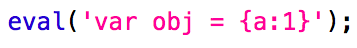 eval('var obj = {a:1}');